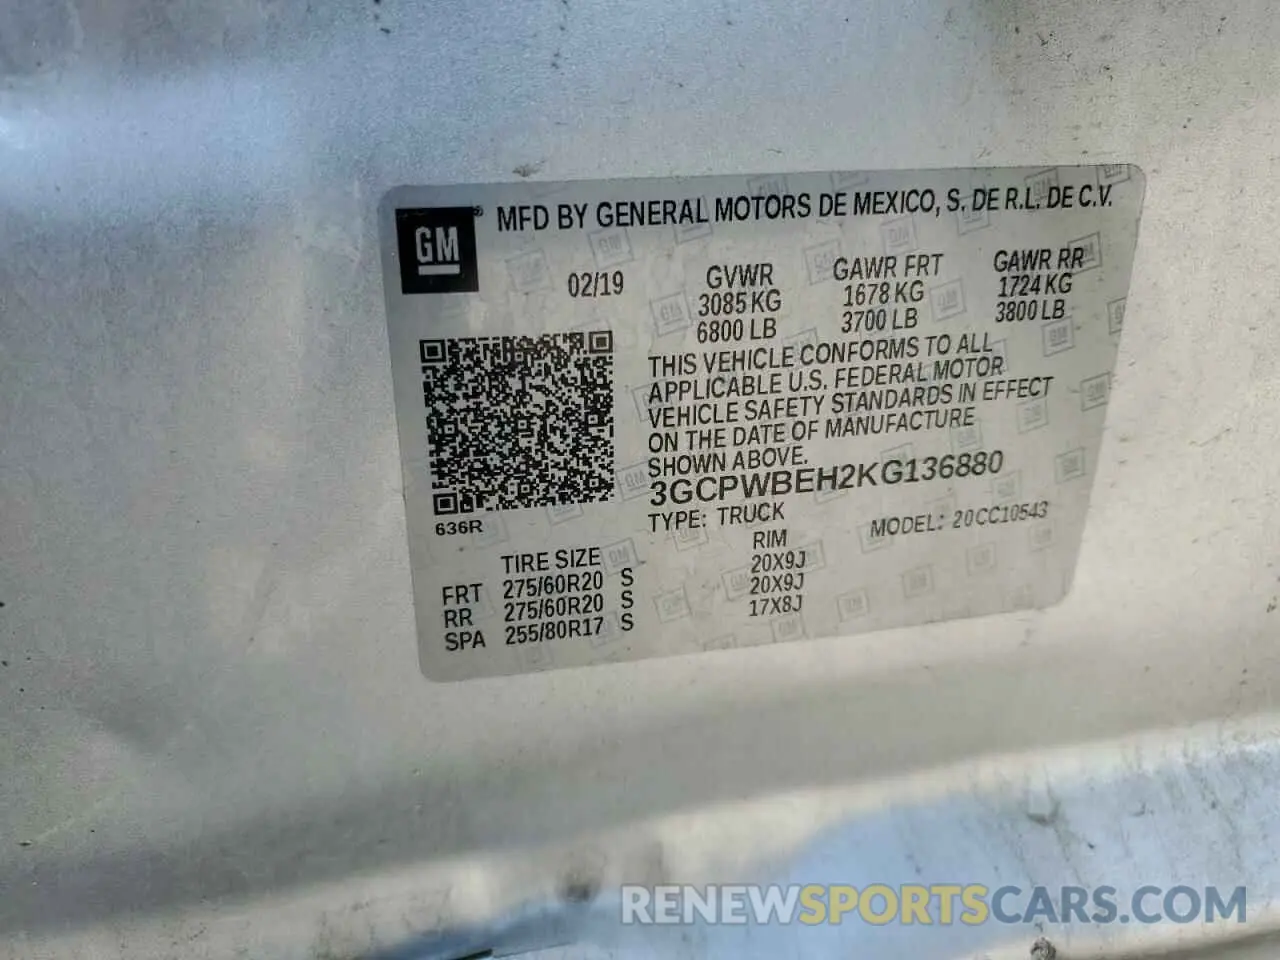 GM® MFD BY GENERAL MOTORS DE MEXICO, S. DE R.L. DE C.V.
02/19 GVWR GAWR FRT GAWR RR
3085 KG 1678 KG 1724 KG
6800 LB 3700 LB 3800 LB
THIS VEHICLE CONFORMS TO ALL
APPLICABLE U.S. FEDERAL MOTOR
VEHICLE SAFETY STANDARDS IN EFFECT
ON THE DATE OF MANUFACTURE
SHOWN ABOVE.
3GCPWBEH2KG136880
636R TYPE: TRUCK MODEL: 20CC10543
TIRE SIZE RIM
FRT 275/60R20 S 20X9J
RR 275/60R20 S 20X9J
SPA 255/80R17 S 17X8J
RENEWSPORTSCARS.COM